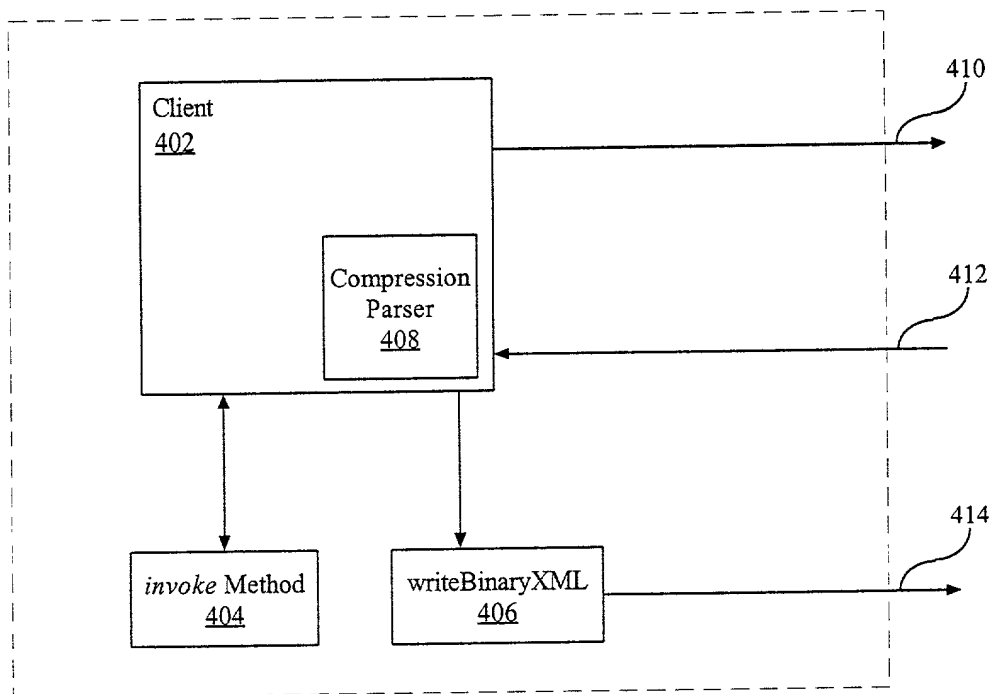 410
Client
402
412
Compression
Parser
408
414
invoke Method
404
writeBinaryXML
406